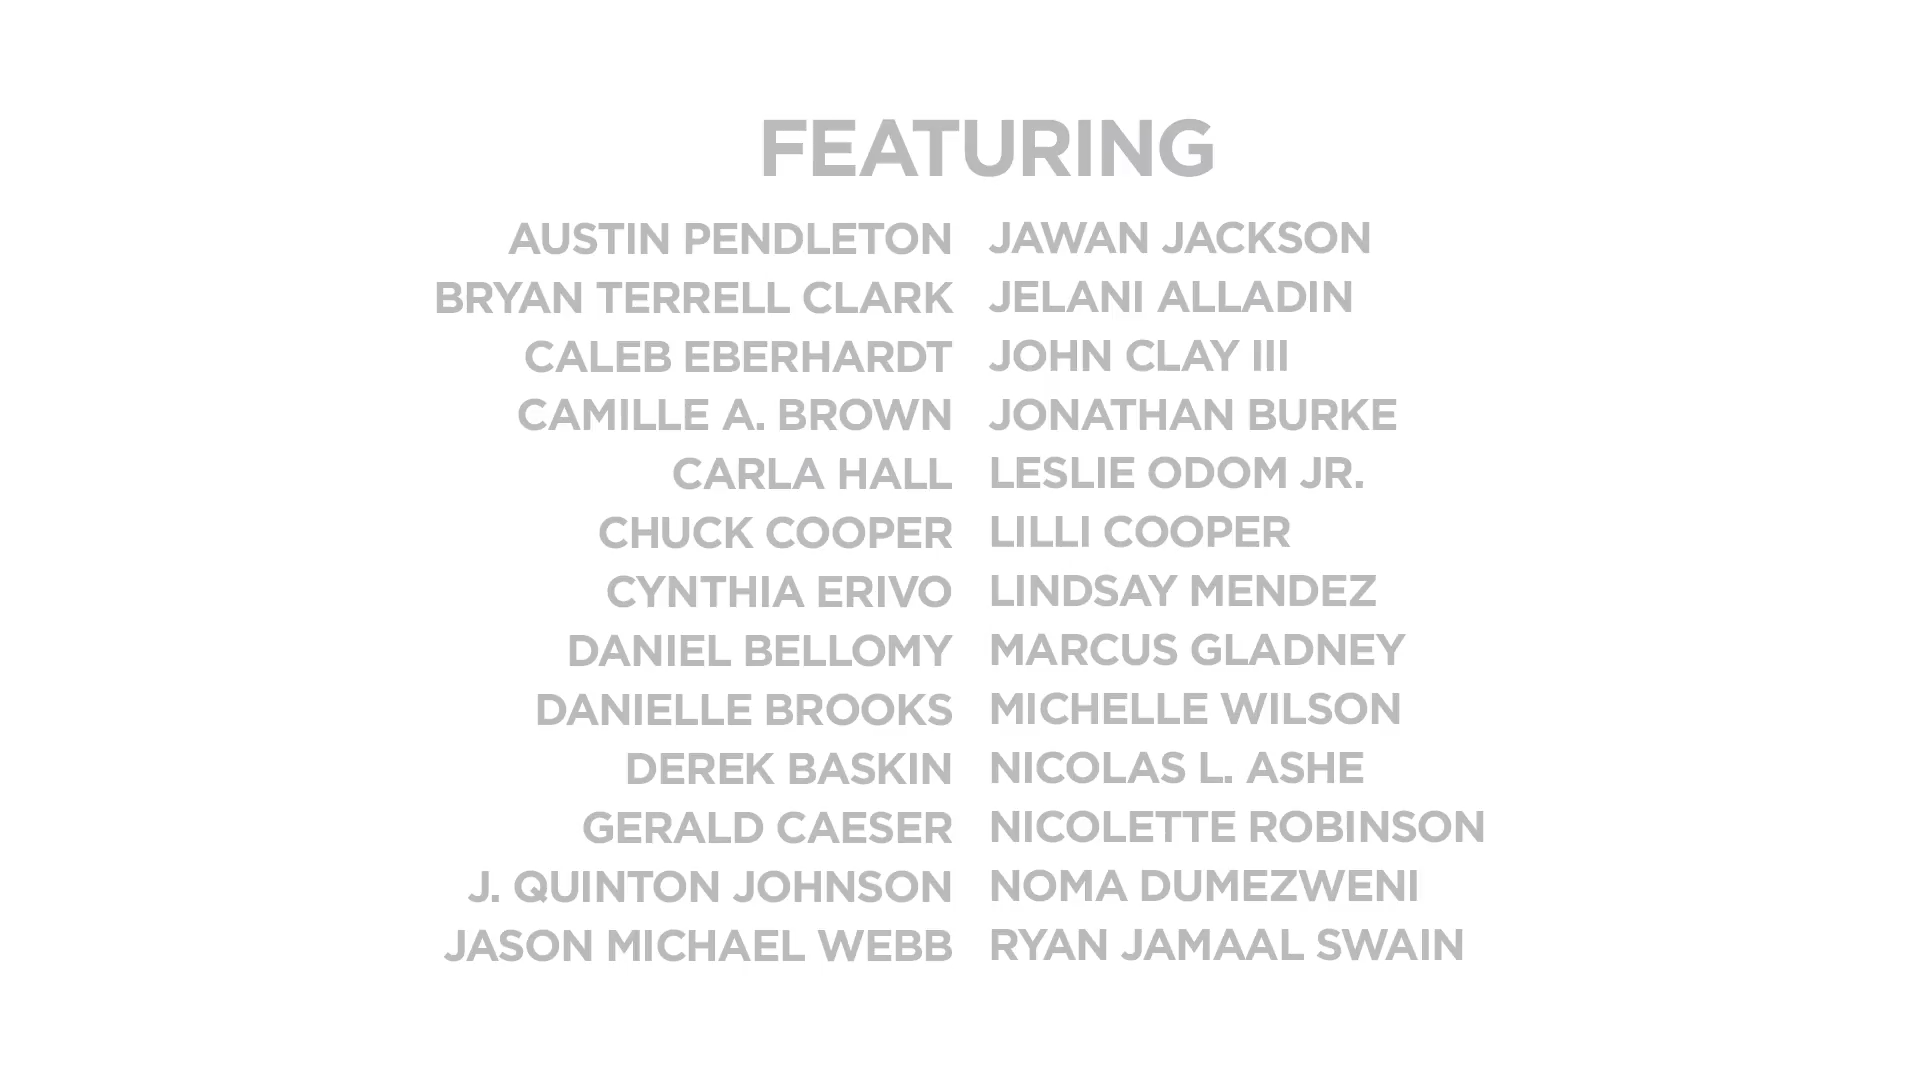 FEATURING
AUSTIN PENDLETON
BRYAN TERRELL CLARK
CALEB EBERHARDT
CAMILLE A. BROWN
CARLA HALL
CHUCK COOPER
CYNTHIA ERIVO
DANIEL BELLOMY
DANIELLE BROOKS
DEREK BASKIN
GERALD CAESER
J. QUINTON JOHNSON
JASON MICHAEL WEBB
JAWAN JACKSON
JELANI ALLADIN
JOHN CLAY III
JONATHAN BURKE
LESLIE ODOM JR.
LILLI COOPER
LINDSAY MENDEZ
MARCUS GLADNEY
MICHELLE WILSON
NICOLAS L. ASHE
NICOLETTE ROBINSON
NOMA DUMEZWENI
RYAN JAMAAL SWAIN